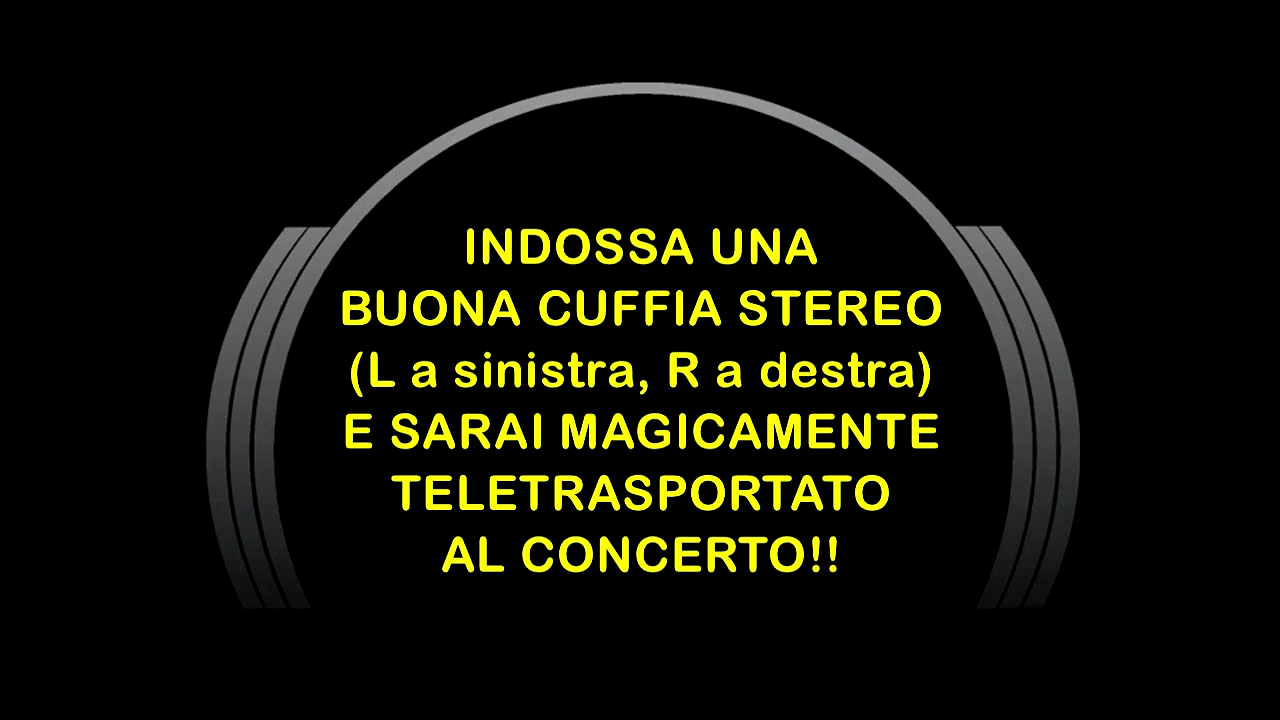 INDOSSA UNA
BUONA CUFFIA STEREO
(L a sinistra, R a destra)
E SARAI MAGICAMENTE
TELETRASPORTATO
AL CONCERTO!!